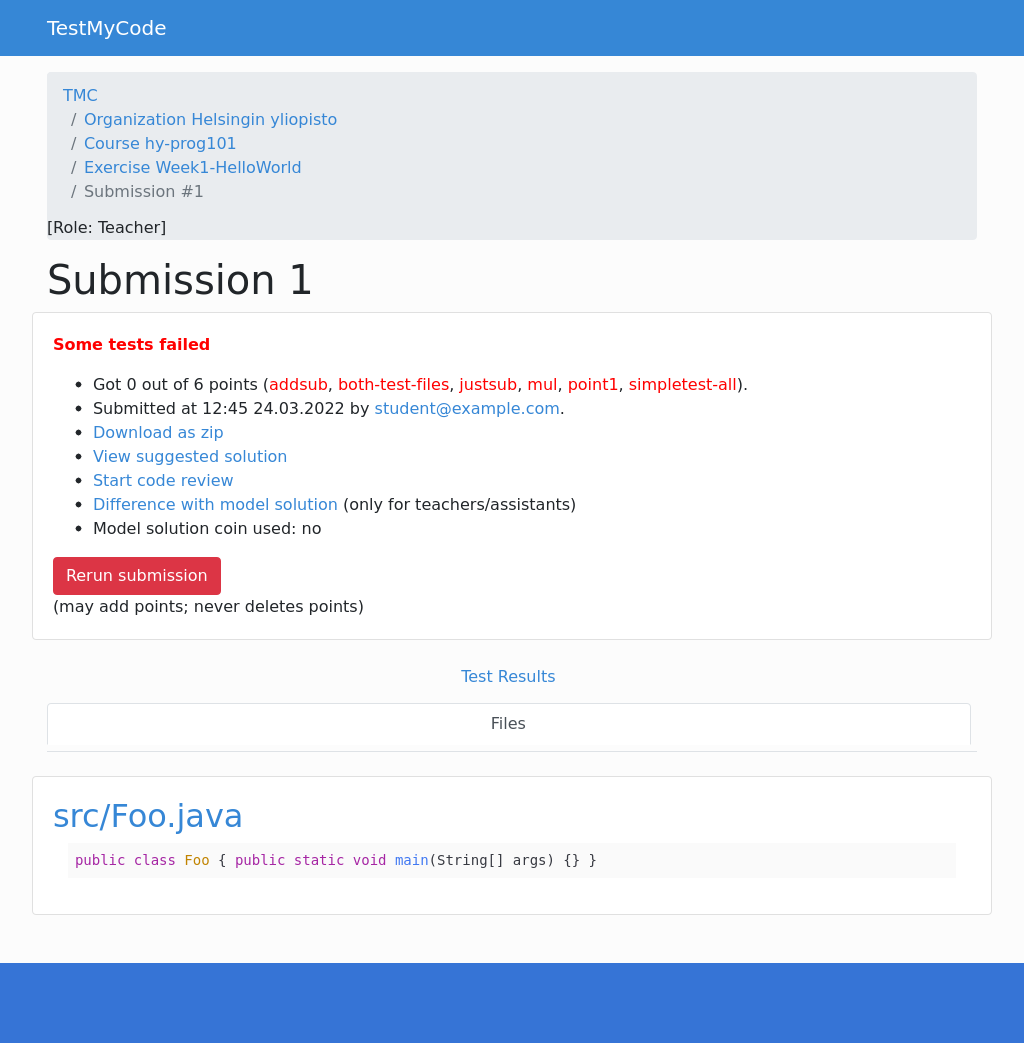 TestMyCode
TMC
/ Organization Helsingin yliopisto
/ Course hy-prog101
/ Exercise Week1-HelloWorld
/ Submission #1
[Role: Teacher]
Submission 1
Some tests failed
• Got 0 out of 6 points (addsub, both-test-files, justsub, mul, point1, simpletest-all).
• Submitted at 12:45 24.03.2022 by student@example.com.
• Download as zip
• View suggested solution
• Start code review
• Difference with model solution (only for teachers/assistants)
• Model solution coin used: no
Rerun submission
(may add points; never deletes points)
Test Results
Files
src/Foo.java
public class Foo { public static void main(String[] args) {} }